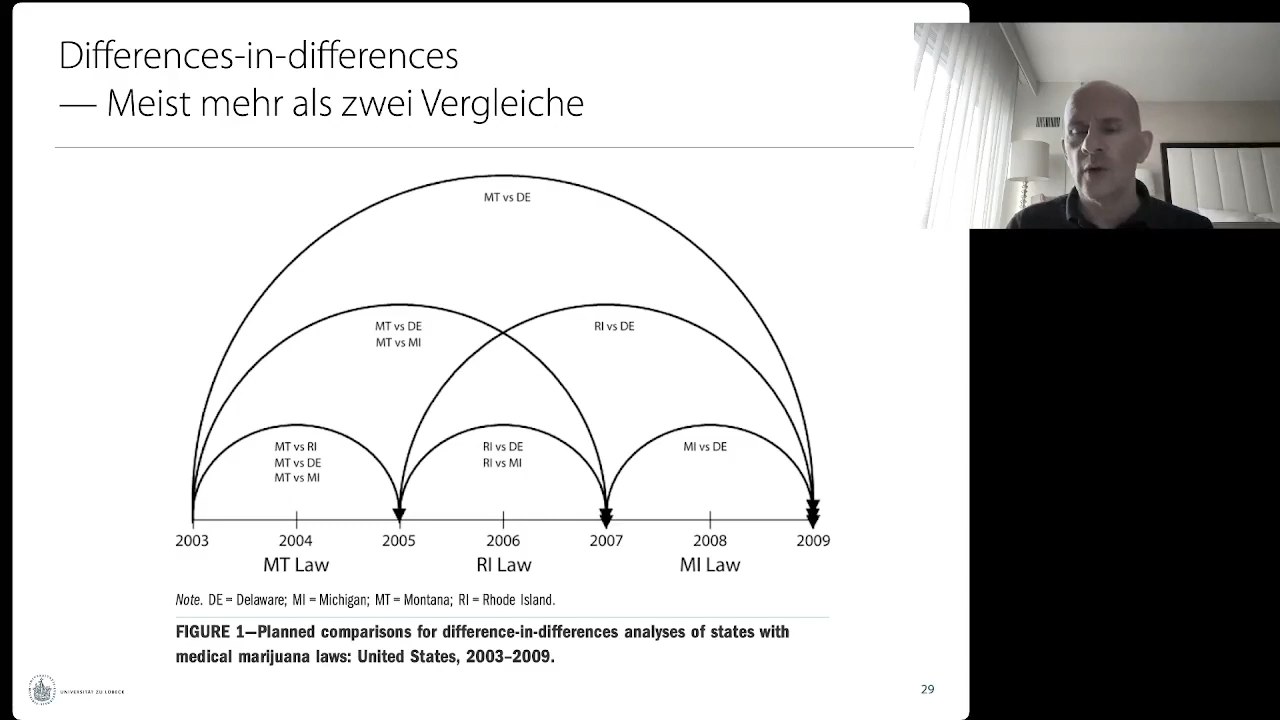 Differences-in-differences
— Meist mehr als zwei Vergleiche
MT vs DE
MT vs DE
MT vs MI
RI vs DE
MT vs RI
MT vs DE
MT vs MI
RI vs DE
RI vs MI
MI vs DE
2003 2004 2005 2006 2007 2008 2009
MT Law RI Law MI Law
Note. DE = Delaware; MI = Michigan; MT = Montana; RI = Rhode Island.
FIGURE 1—Planned comparisons for difference-in-differences analyses of states with
medical marijuana laws: United States, 2003–2009.
UNIVERSITÄT ZU LÜBECK
29